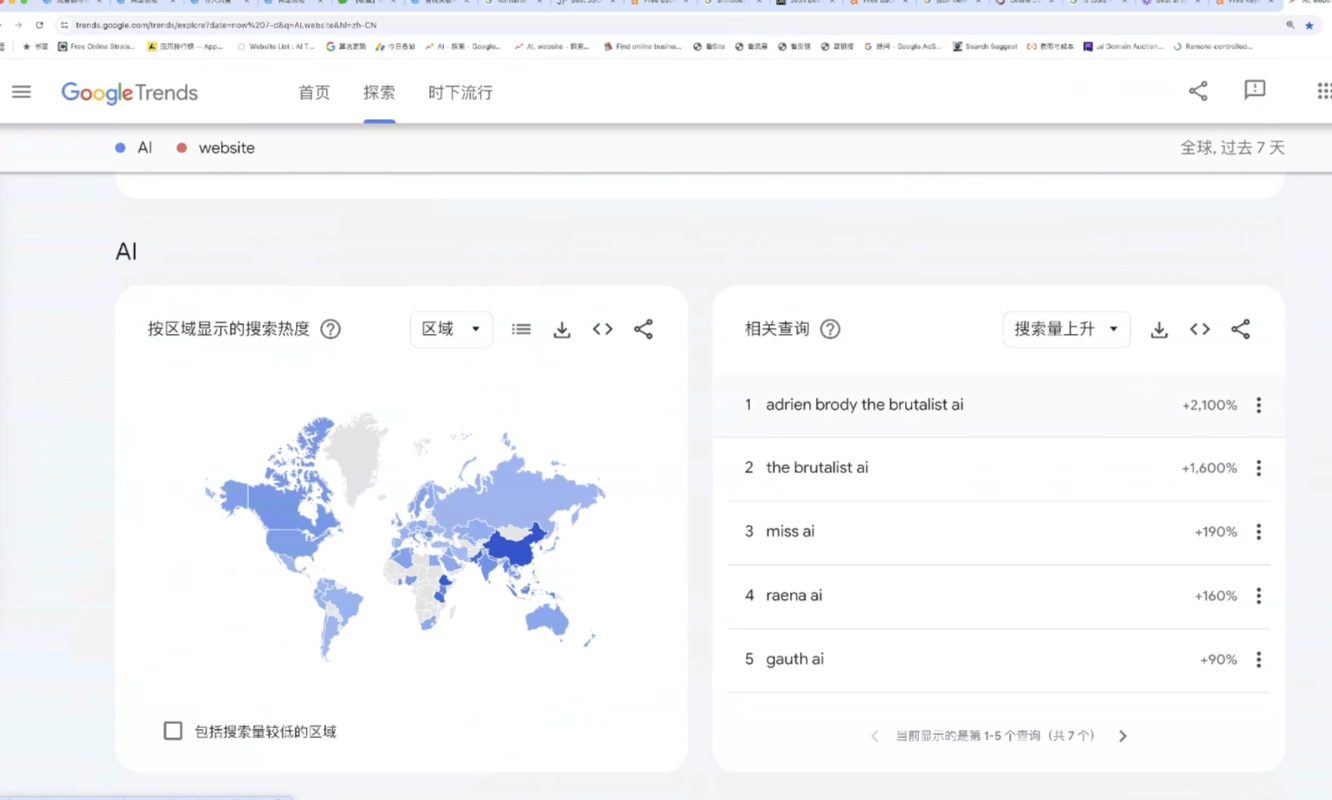 trends.google.com/trends/explore?date=now%207-d&q=AI,website&hl=zh-CN
书签 Free Online Strata... 应用排行榜 – App... Website List : AI T... 算法更新 今日春钊 AI - 探索 - Google... AI, website - 探索... Find online busine... 看Site 看流量 看反链 Google AdS... Search Suggest 费用与成本 .ai Domain Auction... Remote-controlled...
Google Trends 首页 探索 时下流行
AI website 全球, 过去 7 天
AI
按区域显示的搜索热度 区域
相关查询 搜索量上升
1 adrien brody the brutalist ai +2,100%
2 the brutalist ai +1,600%
3 miss ai +190%
4 raena ai +160%
5 gauth ai +90%
包括搜索量较低的区域
当前显示的是第 1-5 个查询（共 7 个）